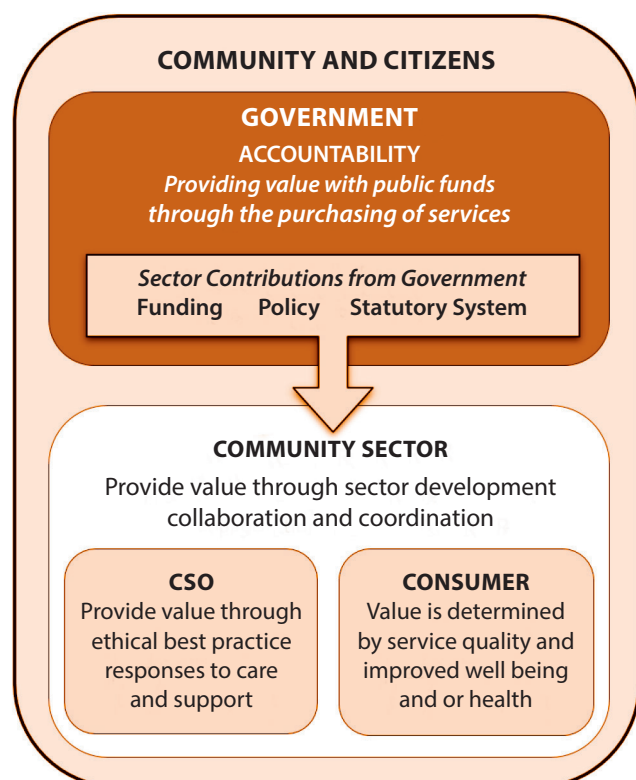 COMMUNITY AND CITIZENS
GOVERNMENT
ACCOUNTABILITY
Providing value with public funds
through the purchasing of services
Sector Contributions from Government
Funding Policy Statutory System
COMMUNITY SECTOR
Provide value through sector development
collaboration and coordination
CSO
Provide value through
ethical best practice
responses to care
and support
CONSUMER
Value is determined
by service quality and
improved well being
and or health